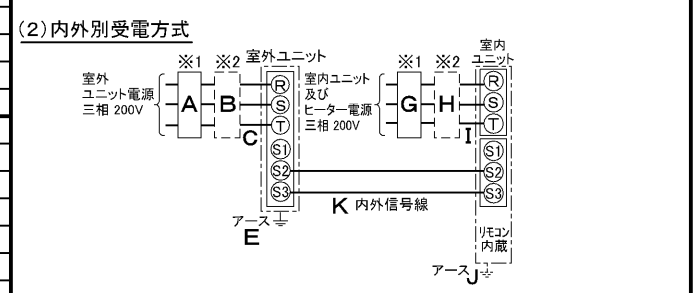 (2)内外別受電方式
※1 ※2 室外ユニット
室外
ユニット電源
三相 200V
A
B
C
R
S
T
S1
S2
S3
アース
E
※1 ※2
室内
ユニット
室内ユニット
及び
ヒーター電源
三相 200V
G
H
I
R
S
T
S1
S2
S3
K 内外信号線
リモコン
内蔵
アース J